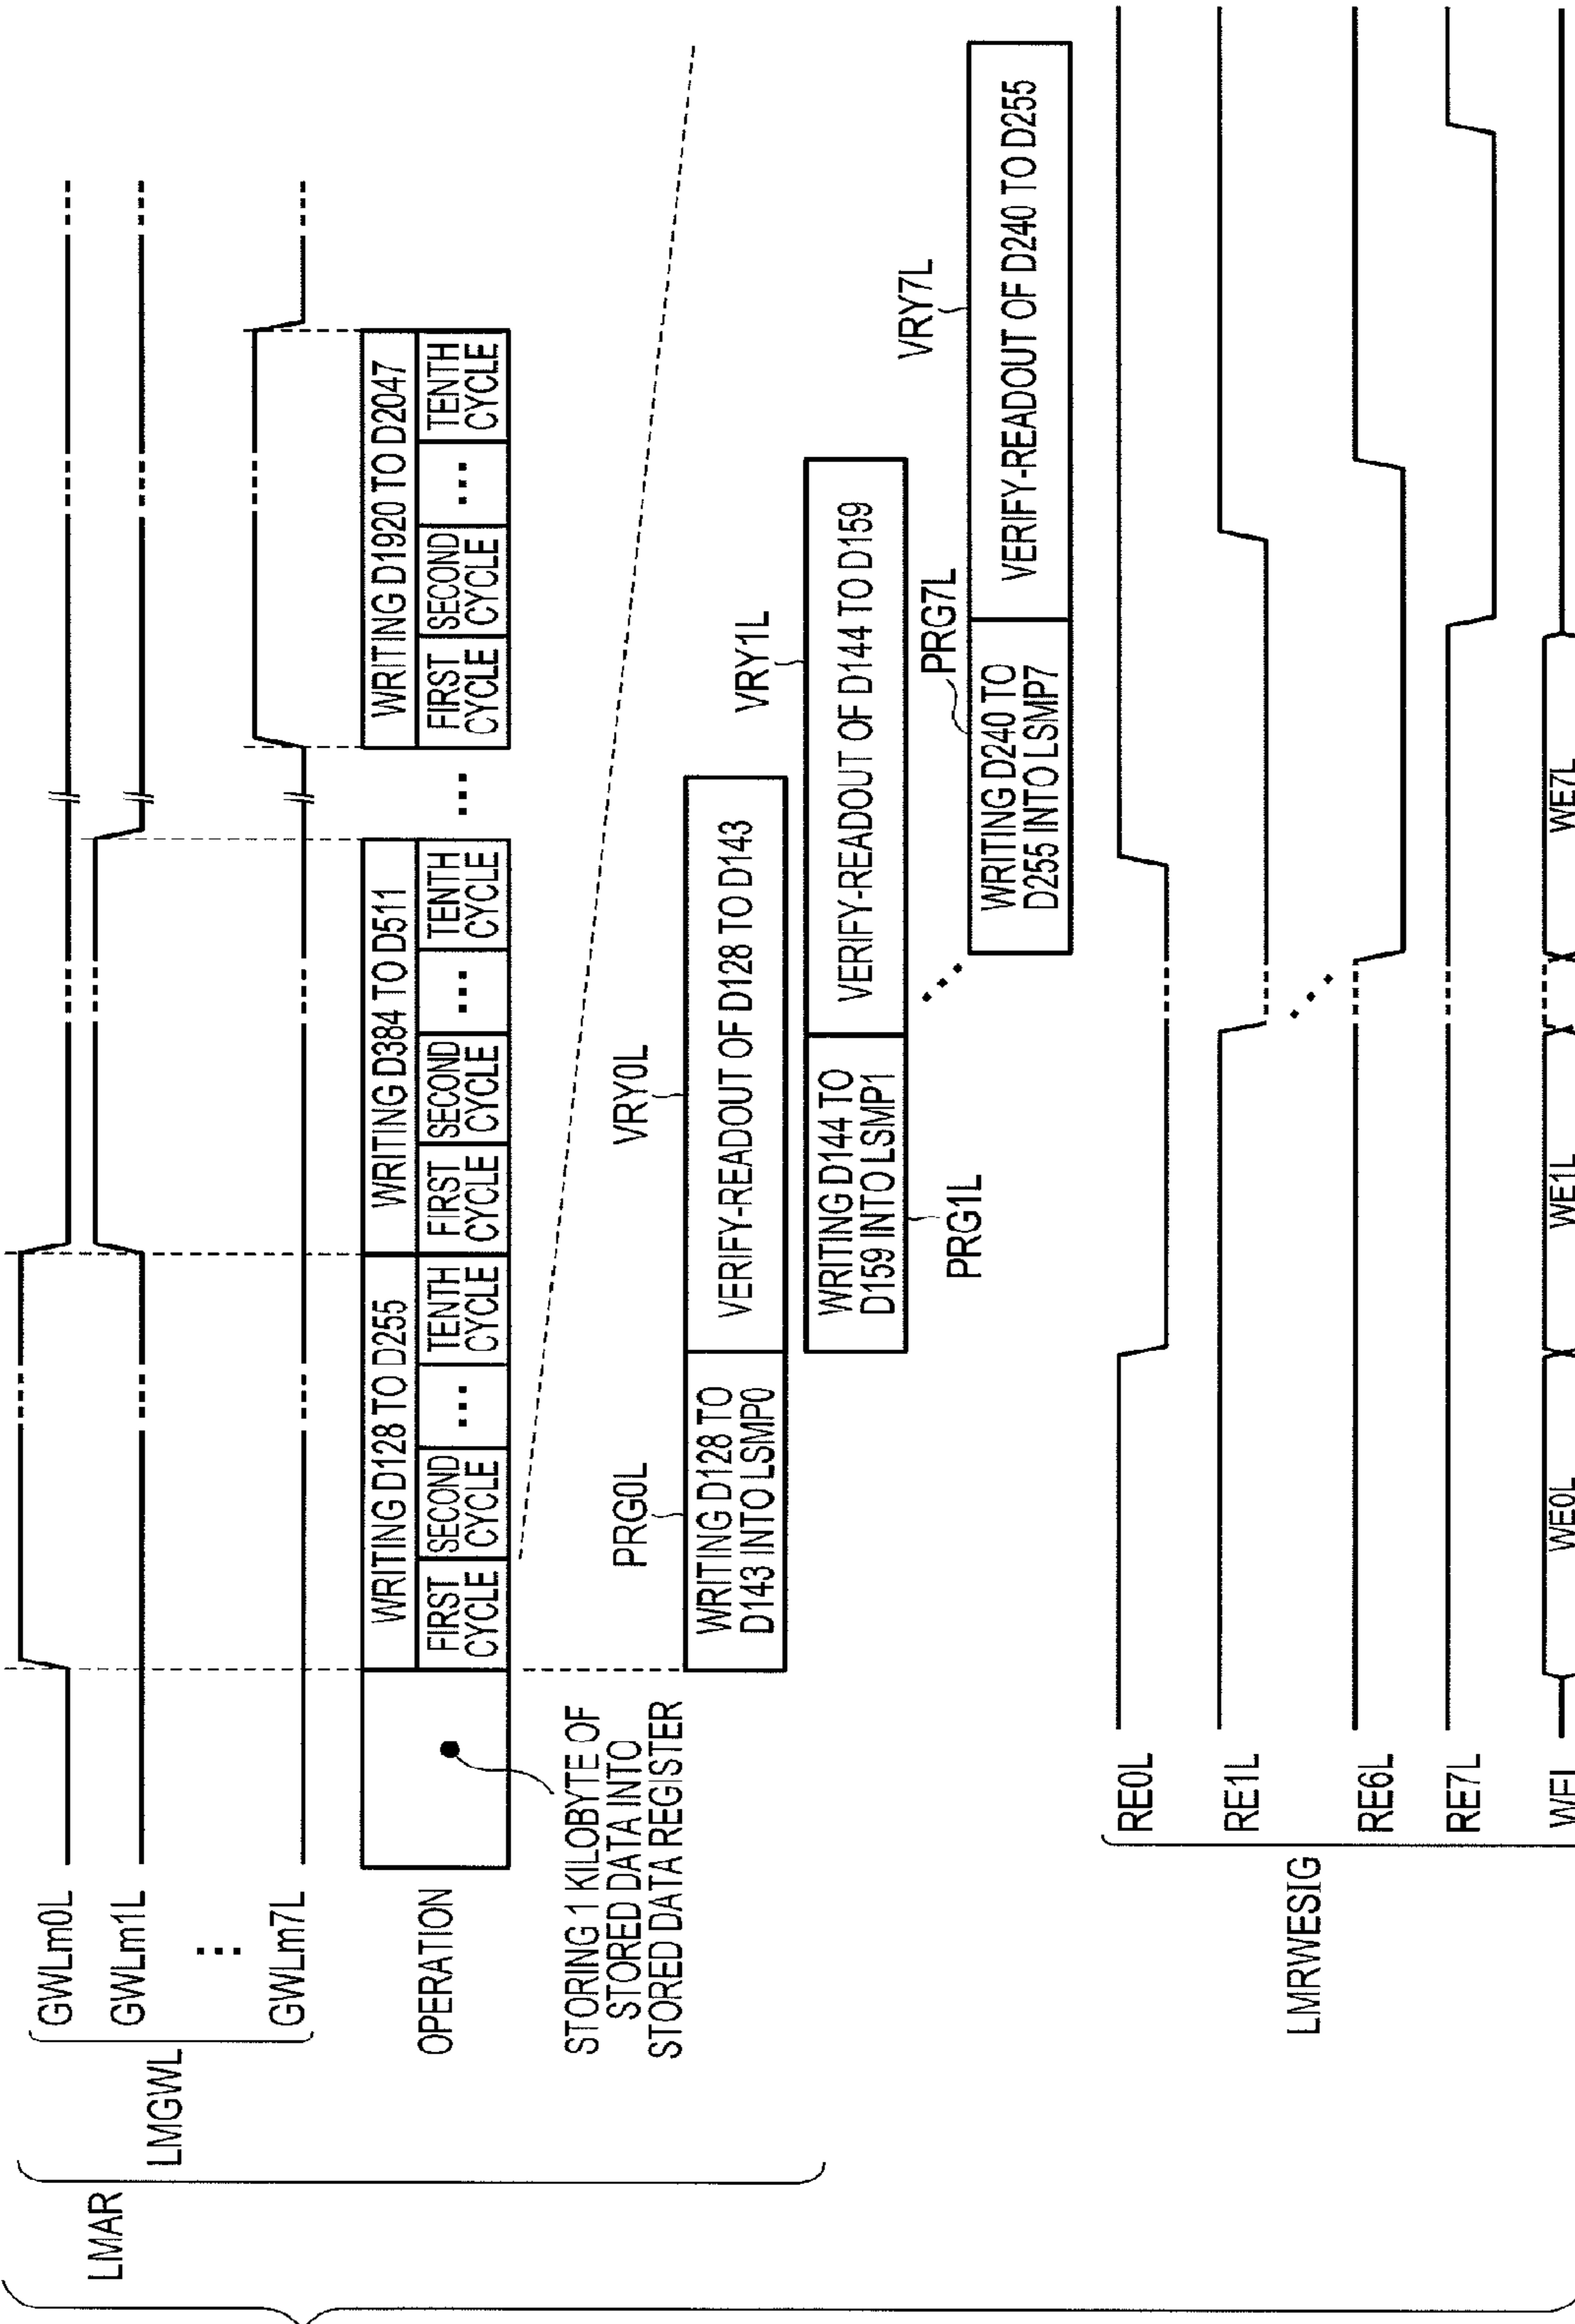 LMAR
LMGWL
GWLm0L
GWLm1L
⋮
GWLm7L
OPERATION
WRITING D128 TO D255
FIRST CYCLE
SECOND CYCLE
...
TENTH CYCLE
WRITING D384 TO D511
FIRST CYCLE
SECOND CYCLE
...
TENTH CYCLE
...
WRITING D1920 TO D2047
FIRST CYCLE
SECOND CYCLE
...
TENTH CYCLE
STORING 1 KILOBYTE OF
STORED DATA INTO
STORED DATA REGISTER
PRG0L
WRITING D128 TO
D143 INTO LSMP0
VRY0L
VERIFY-READOUT OF D128 TO D143
WRITING D144 TO
D159 INTO LSMP1
PRG1L
VRY1L
VERIFY-READOUT OF D144 TO D159
PRG7L
WRITING D240 TO
D255 INTO LSMP7
VRY7L
VERIFY-READOUT OF D240 TO D255
LMRWESIG
RE0L
RE1L
RE6L
RE7L
WEL
WE0L
WE1L
WE7L